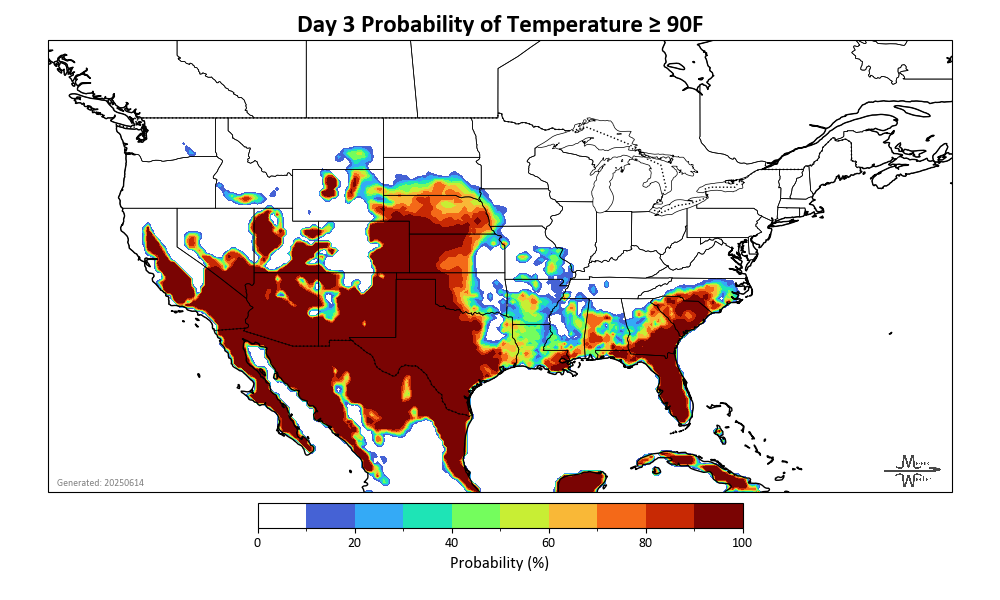 Day 3 Probability of Temperature ≥ 90F
Generated: 20250614
0 20 40 60 80 100
Probability (%)